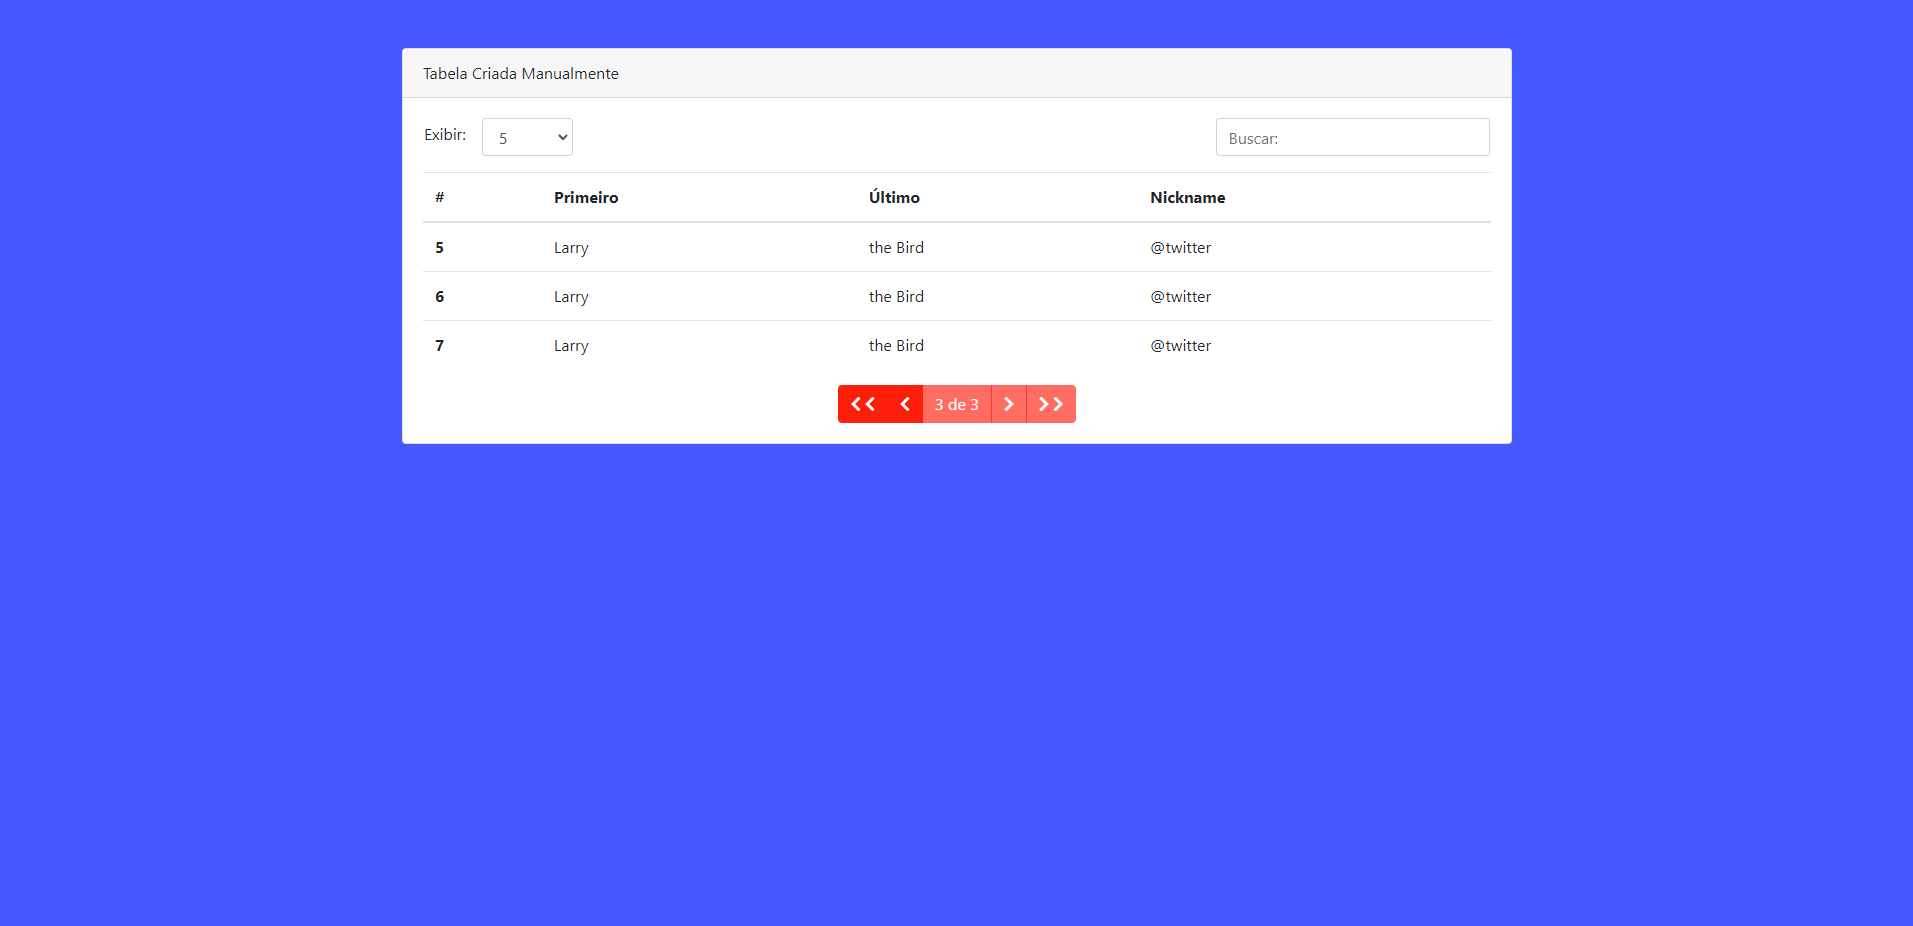 Tabela Criada Manualmente
Exibir: 5 Buscar:
# Primeiro Último Nickname
5 Larry the Bird @twitter
6 Larry the Bird @twitter
7 Larry the Bird @twitter
3 de 3